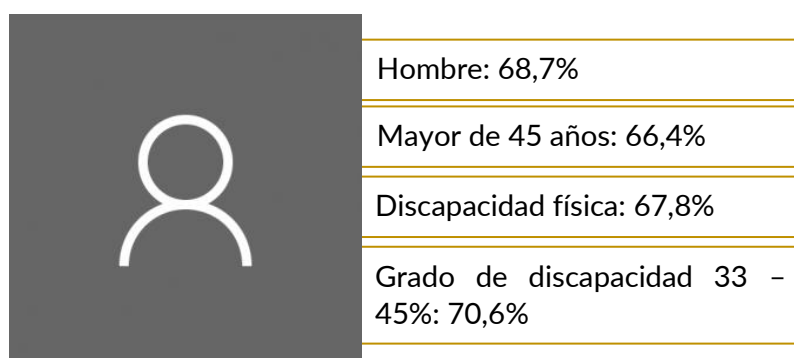 Hombre: 68,7%
Mayor de 45 años: 66,4%
Discapacidad física: 67,8%
Grado de discapacidad 33 –
45%: 70,6%